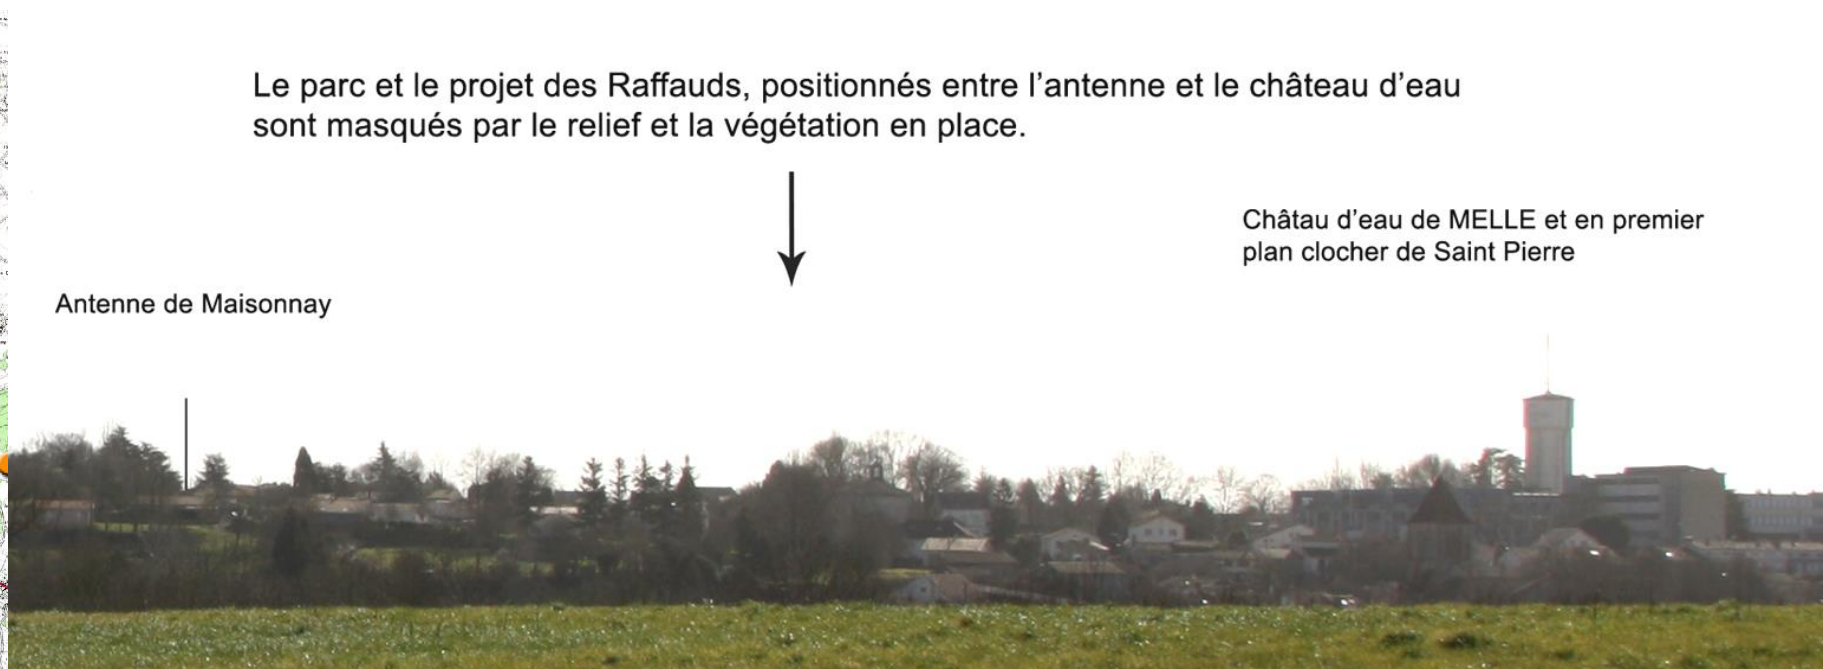 Le parc et le projet des Raffauds, positionnés entre l'antenne et le château d'eau
sont masqués par le relief et la végétation en place.
Châtau d'eau de MELLE et en premier
plan clocher de Saint Pierre
Antenne de Maisonnay